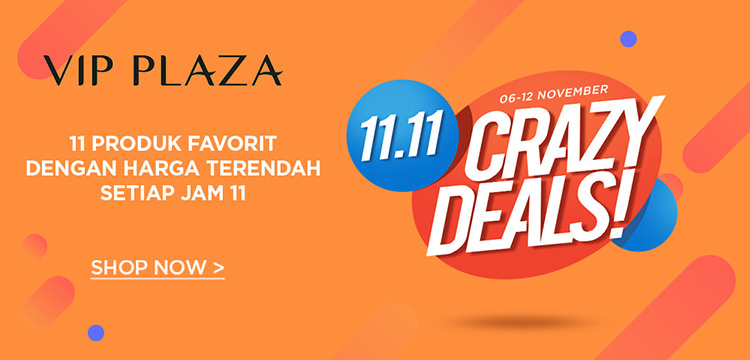 VIP PLAZA
11 PRODUK FAVORIT
DENGAN HARGA TERENDAH
SETIAP JAM 11
SHOP NOW >
06-12 NOVEMBER
11.11
CRAZY
DEALS!